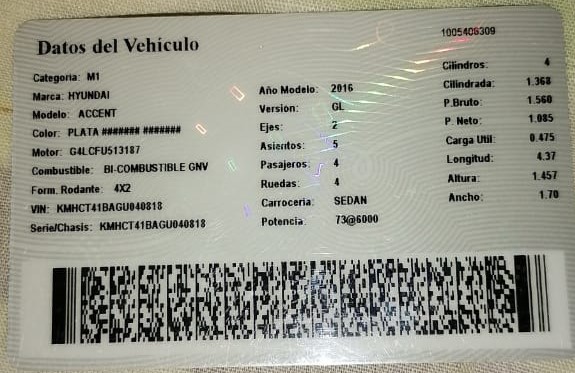 Datos del Vehículo
1005408309
Categoria: M1
Marca: HYUNDAI
Modelo: ACCENT
Color: PLATA ####### #######
Motor: G4LCFU513187
Combustible: BI-COMBUSTIBLE GNV
Form. Rodante: 4X2
VIN: KMHCT41BAGU040818
Serie/Chasis: KMHCT41BAGU040818
Año Modelo: 2016
Version: GL
Ejes: 2
Asientos: 5
Pasajeros: 4
Ruedas: 4
Carroceria: SEDAN
Potencia: 73@6000
Cilindros: 4
Cilindrada: 1.368
P.Bruto: 1.560
P. Neto: 1.085
Carga Util: 0.475
Longitud: 4.37
Altura: 1.457
Ancho: 1.70